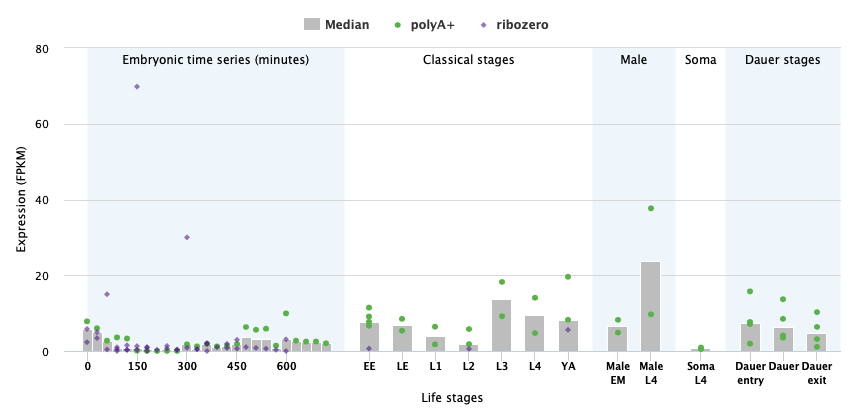 Median polyA+ ribozero
Embryonic time series (minutes) Classical stages Male Soma Dauer stages
80
60
40
20
0
Expression (FPKM)
0 150 300 450 600 EE LE L1 L2 L3 L4 YA Male EM Male L4 Soma L4 Dauer entry Dauer Dauer exit
Life stages